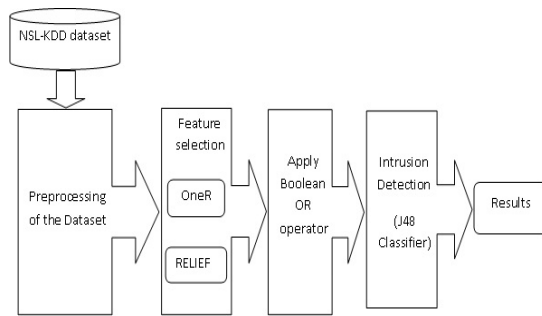 NSL-KDD dataset
Preprocessing
of the Dataset
Feature
selection
OneR
RELIEF
Apply
Boolean
OR
operator
Intrusion
Detection
(J48
Classifier)
Results